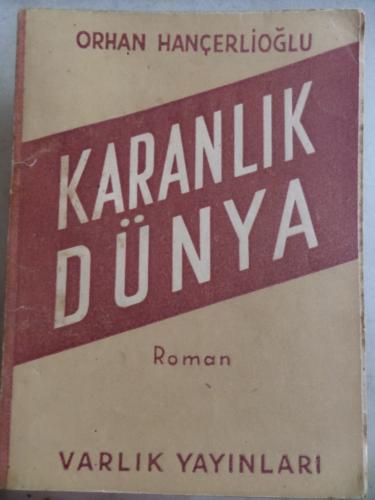 ORHAN HANÇERLİOĞLU
KARANLIK
DÜNYA
Roman
VARLIK YAYINLARI